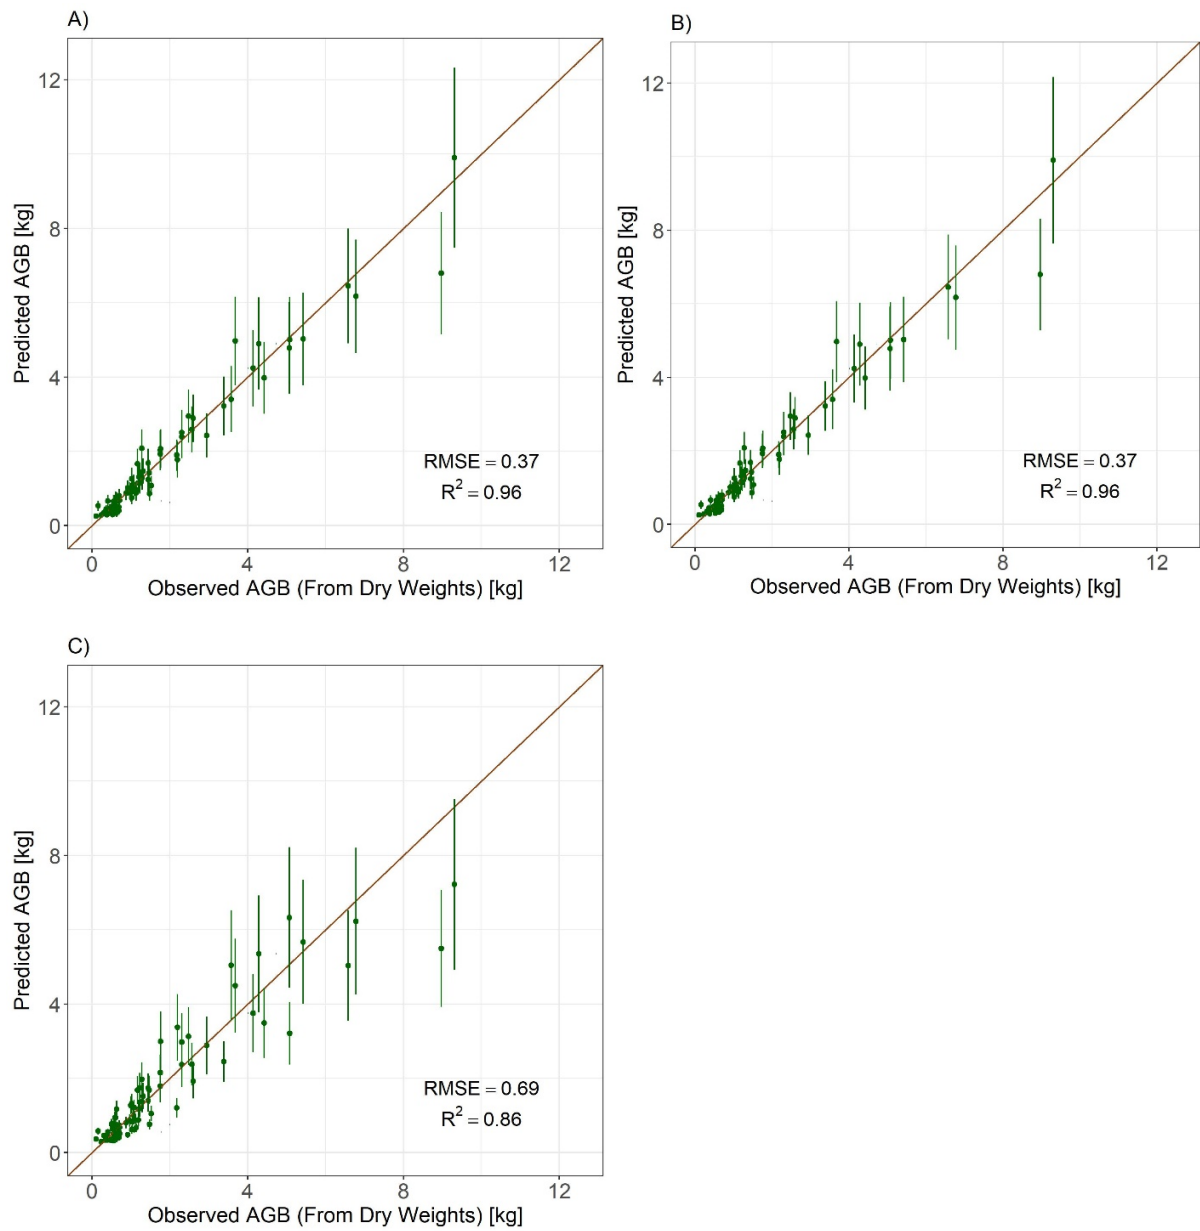 A)
12
8
4
0
Predicted AGB [kg]
RMSE = 0.37
R² = 0.96
0 4 8 12
Observed AGB (From Dry Weights) [kg]
B)
12
8
4
0
Predicted AGB [kg]
RMSE = 0.37
R² = 0.96
0 4 8 12
Observed AGB (From Dry Weights) [kg]
C)
12
8
4
0
Predicted AGB [kg]
RMSE = 0.69
R² = 0.86
0 4 8 12
Observed AGB (From Dry Weights) [kg]